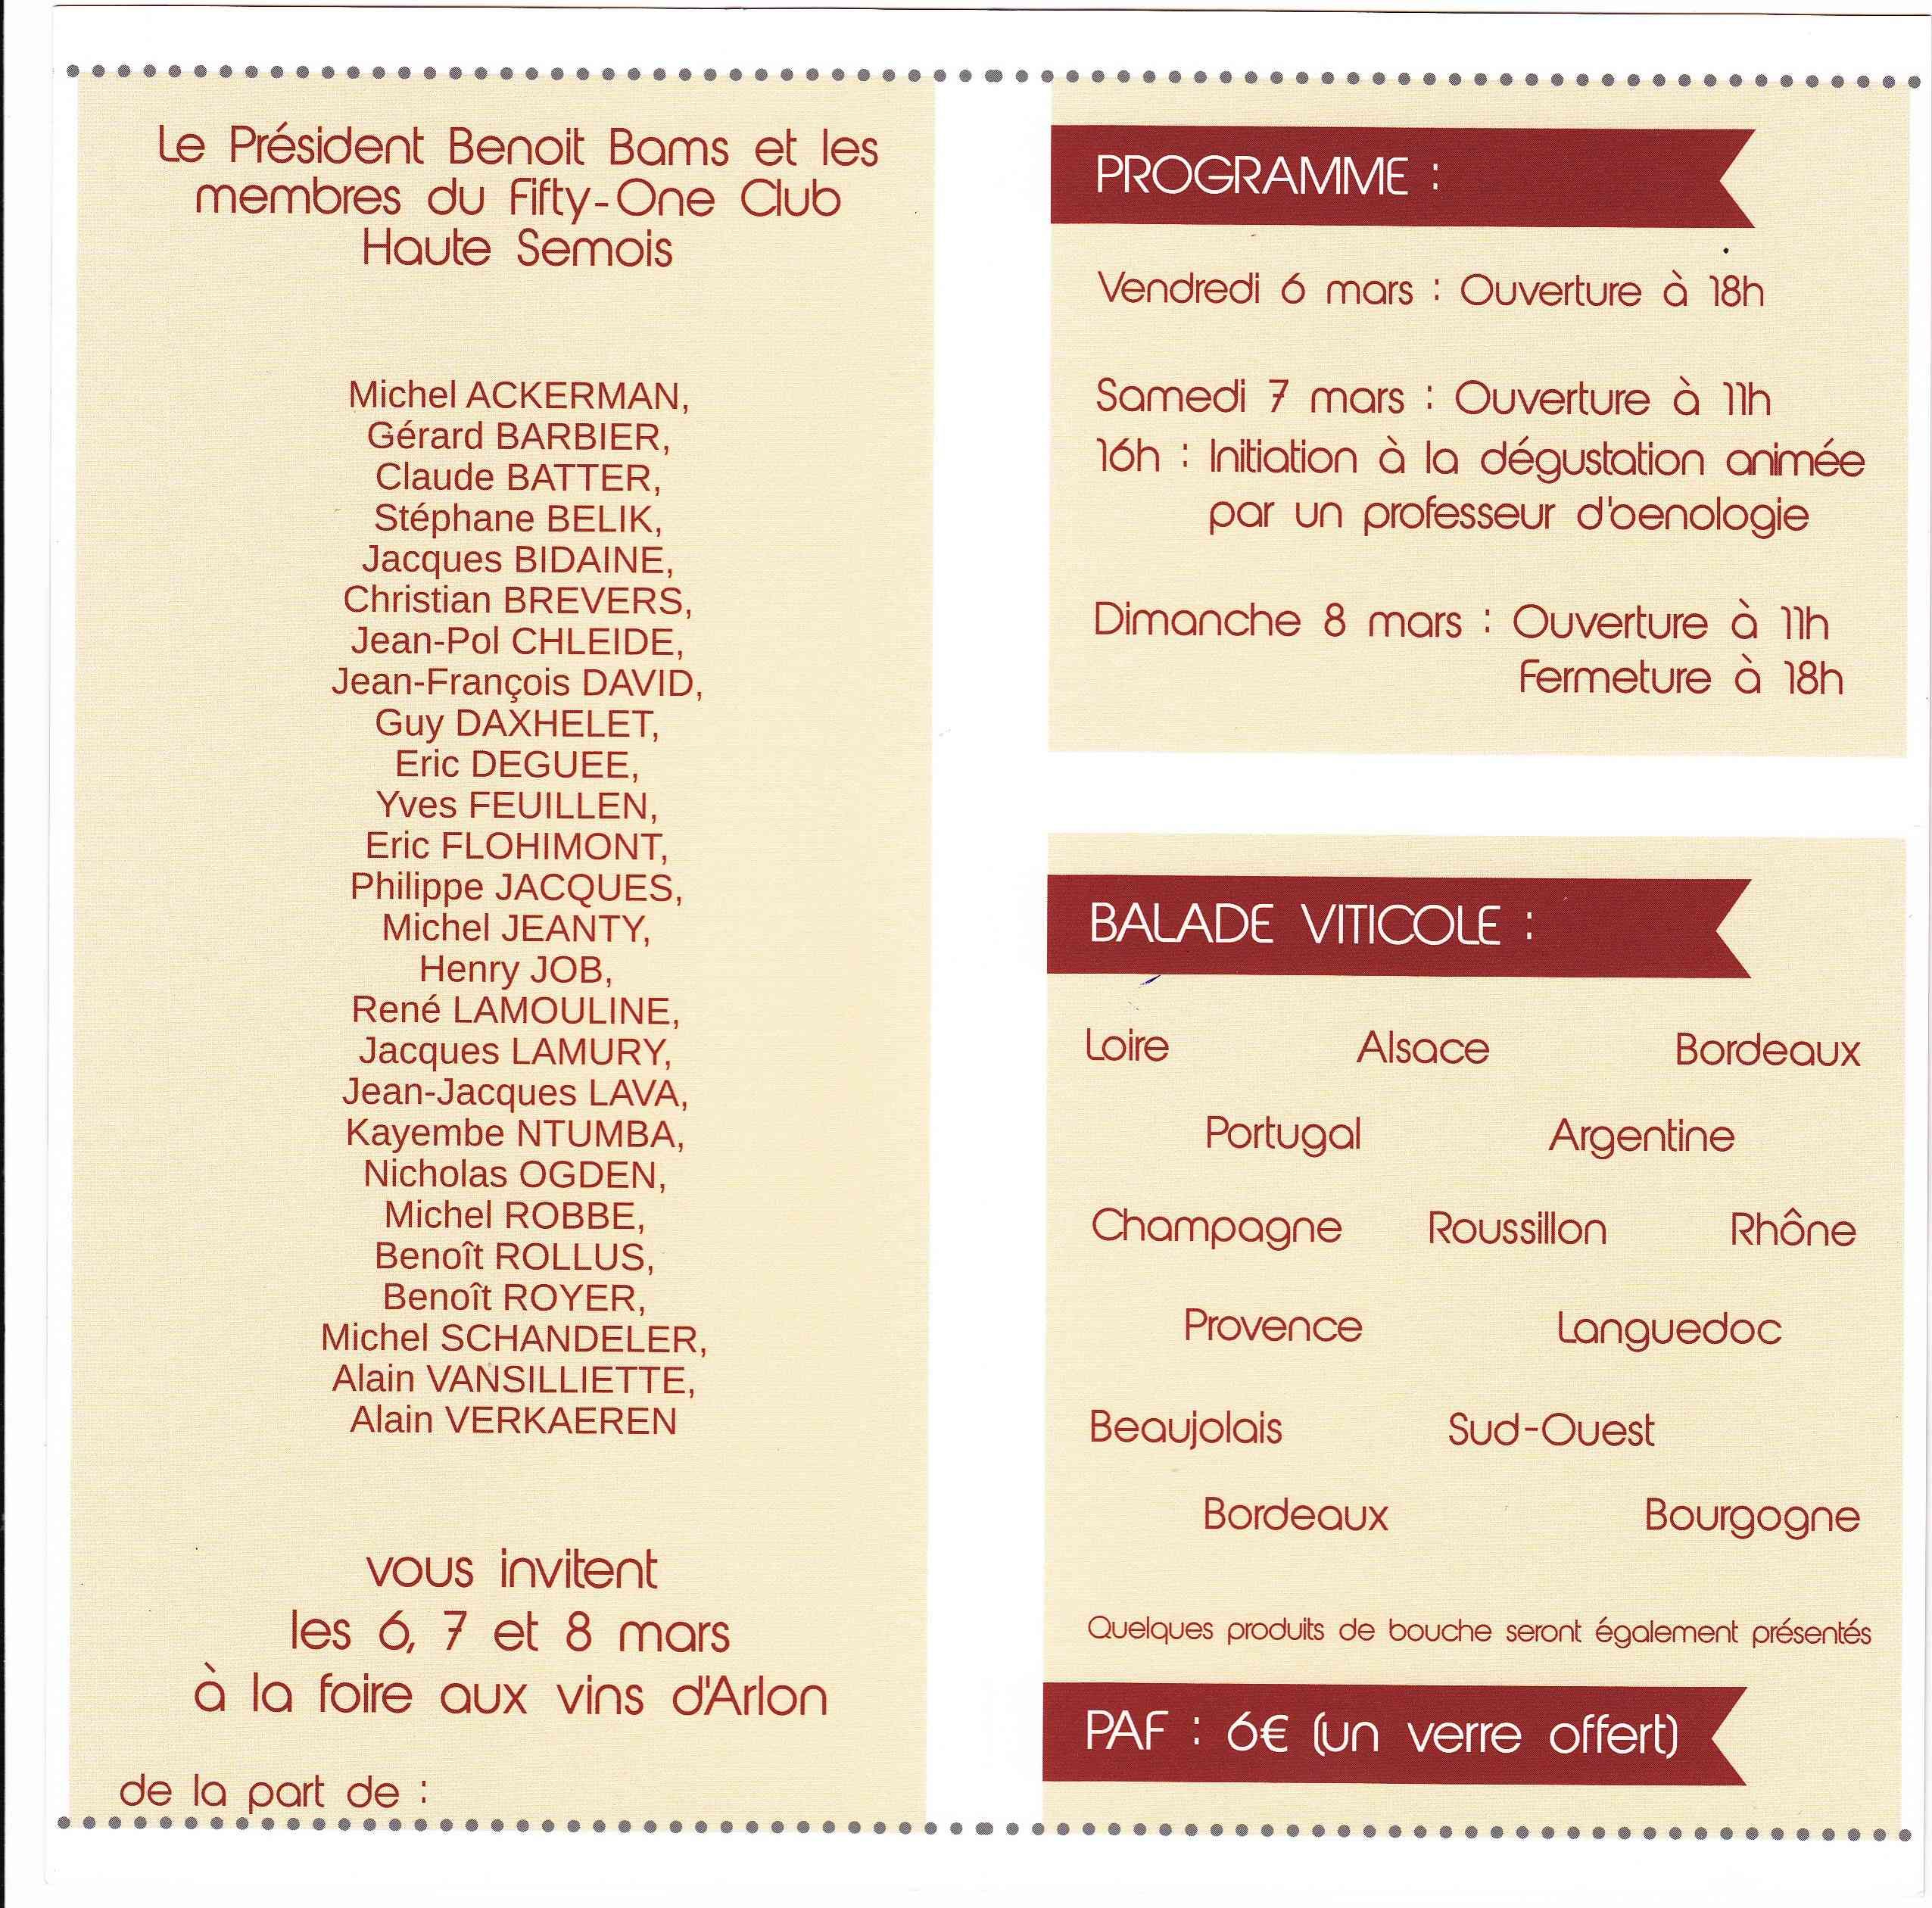 Le Président Benoit Bams et les
membres du Fifty-One Club
Haute Semois
Michel ACKERMAN,
Gérard BARBIER,
Claude BATTER,
Stéphane BELIK,
Jacques BIDAINE,
Christian BREVERS,
Jean-Pol CHLEIDE,
Jean-François DAVID,
Guy DAXHELET,
Eric DEGUEE,
Yves FEUILLEN,
Eric FLOHIMONT,
Philippe JACQUES,
Michel JEANTY,
Henry JOB,
René LAMOULINE,
Jacques LAMURY,
Jean-Jacques LAVA,
Kayembe NTUMBA,
Nicholas OGDEN,
Michel ROBBE,
Benoît ROLLUS,
Benoît ROYER,
Michel SCHANDELER,
Alain VANSILLIETTE,
Alain VERKAEREN
vous invitent
les 6, 7 et 8 mars
à la foire aux vins d'Arlon
de la part de :
PROGRAMME :
Vendredi 6 mars : Ouverture à 18h
Samedi 7 mars : Ouverture à 11h
16h : Initiation à la dégustation animée
par un professeur d'oenologie
Dimanche 8 mars : Ouverture à 11h
Fermeture à 18h
BALADE VITICOLE :
Loire Alsace Bordeaux
Portugal Argentine
Champagne Roussillon Rhône
Provence Languedoc
Beaujolais Sud-Ouest
Bordeaux Bourgogne
Quelques produits de bouche seront également présentés
PAF : 6€ (un verre offert)